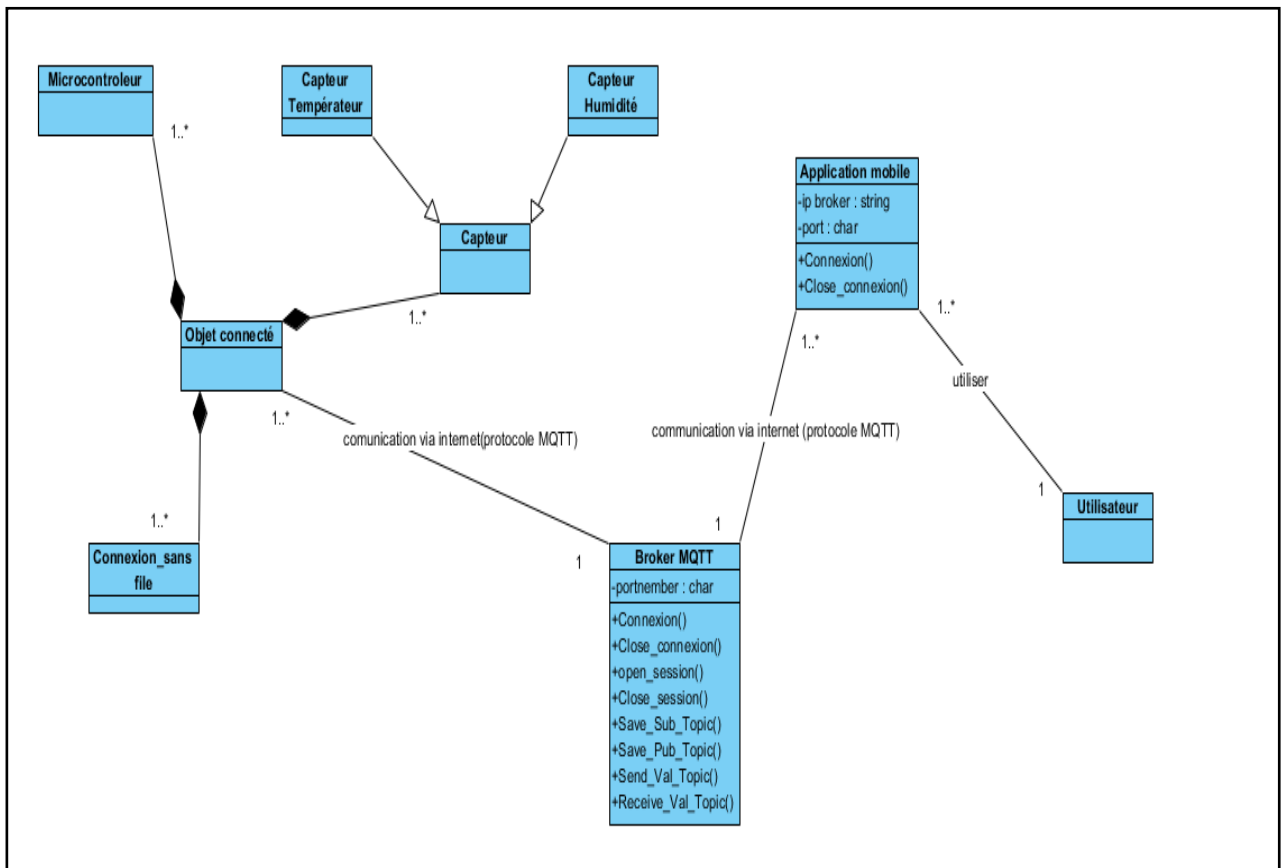 Microcontroleur
1..*
Capteur
Températeur
Capteur
Humidité
Capteur
1..*
Objet connecté
1..*
1..*
Connexion_sans
file
comunication via internet(protocole MQTT)
1
Application mobile
-ip broker : string
-port : char
+Connexion()
+Close_connexion()
1..*
1..*
utiliser
communication via internet (protocole MQTT)
1
1
Utilisateur
Broker MQTT
-portnember : char
+Connexion()
+Close_connexion()
+open_session()
+Close_session()
+Save_Sub_Topic()
+Save_Pub_Topic()
+Send_Val_Topic()
+Receive_Val_Topic()